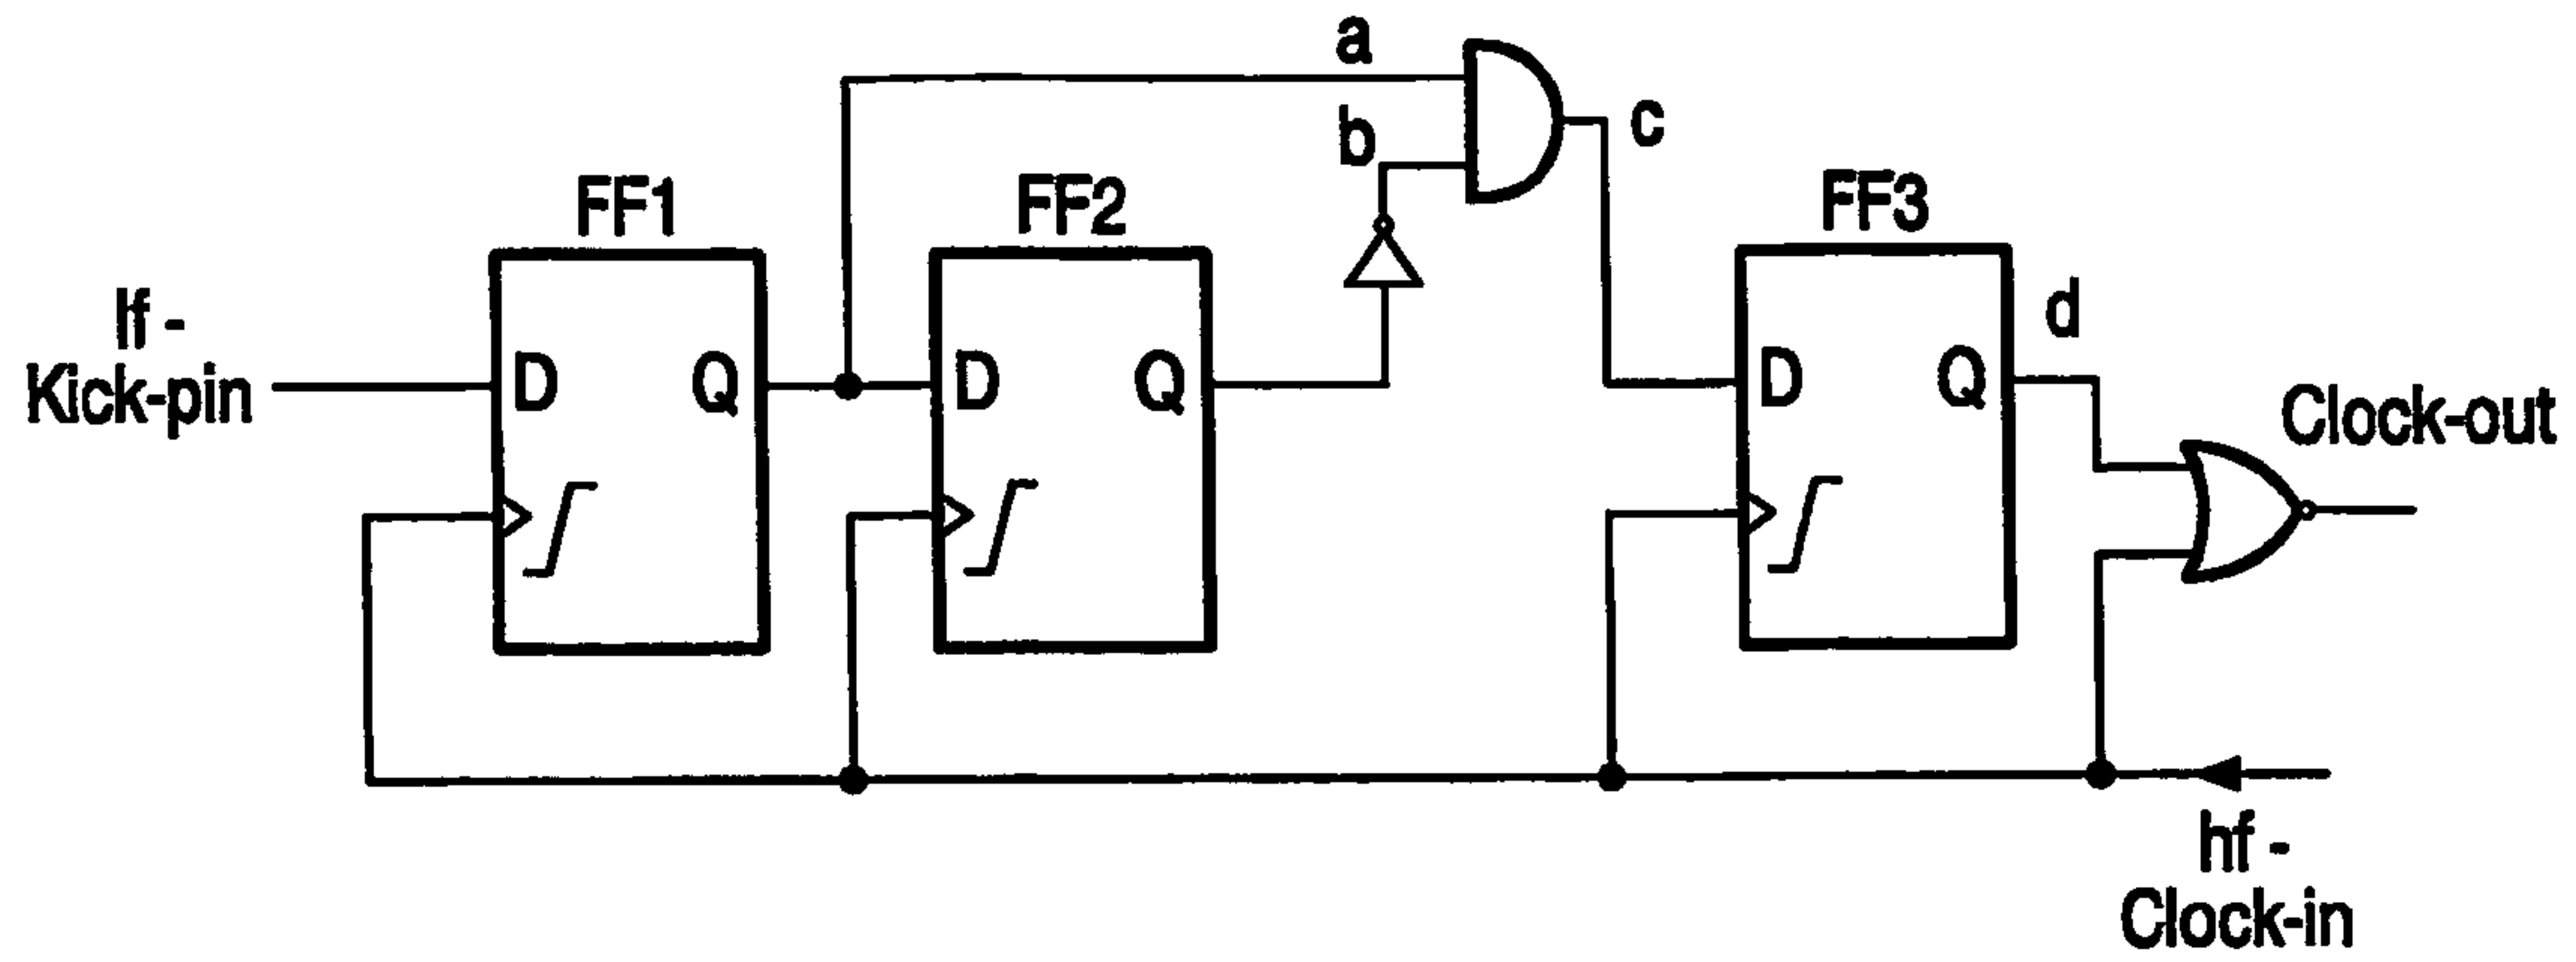 a
b
c
FF1
FF2
FF3
lf -
Kick-pin
D
Q
D
Q
D
Q
d
Clock-out
hf -
Clock-in